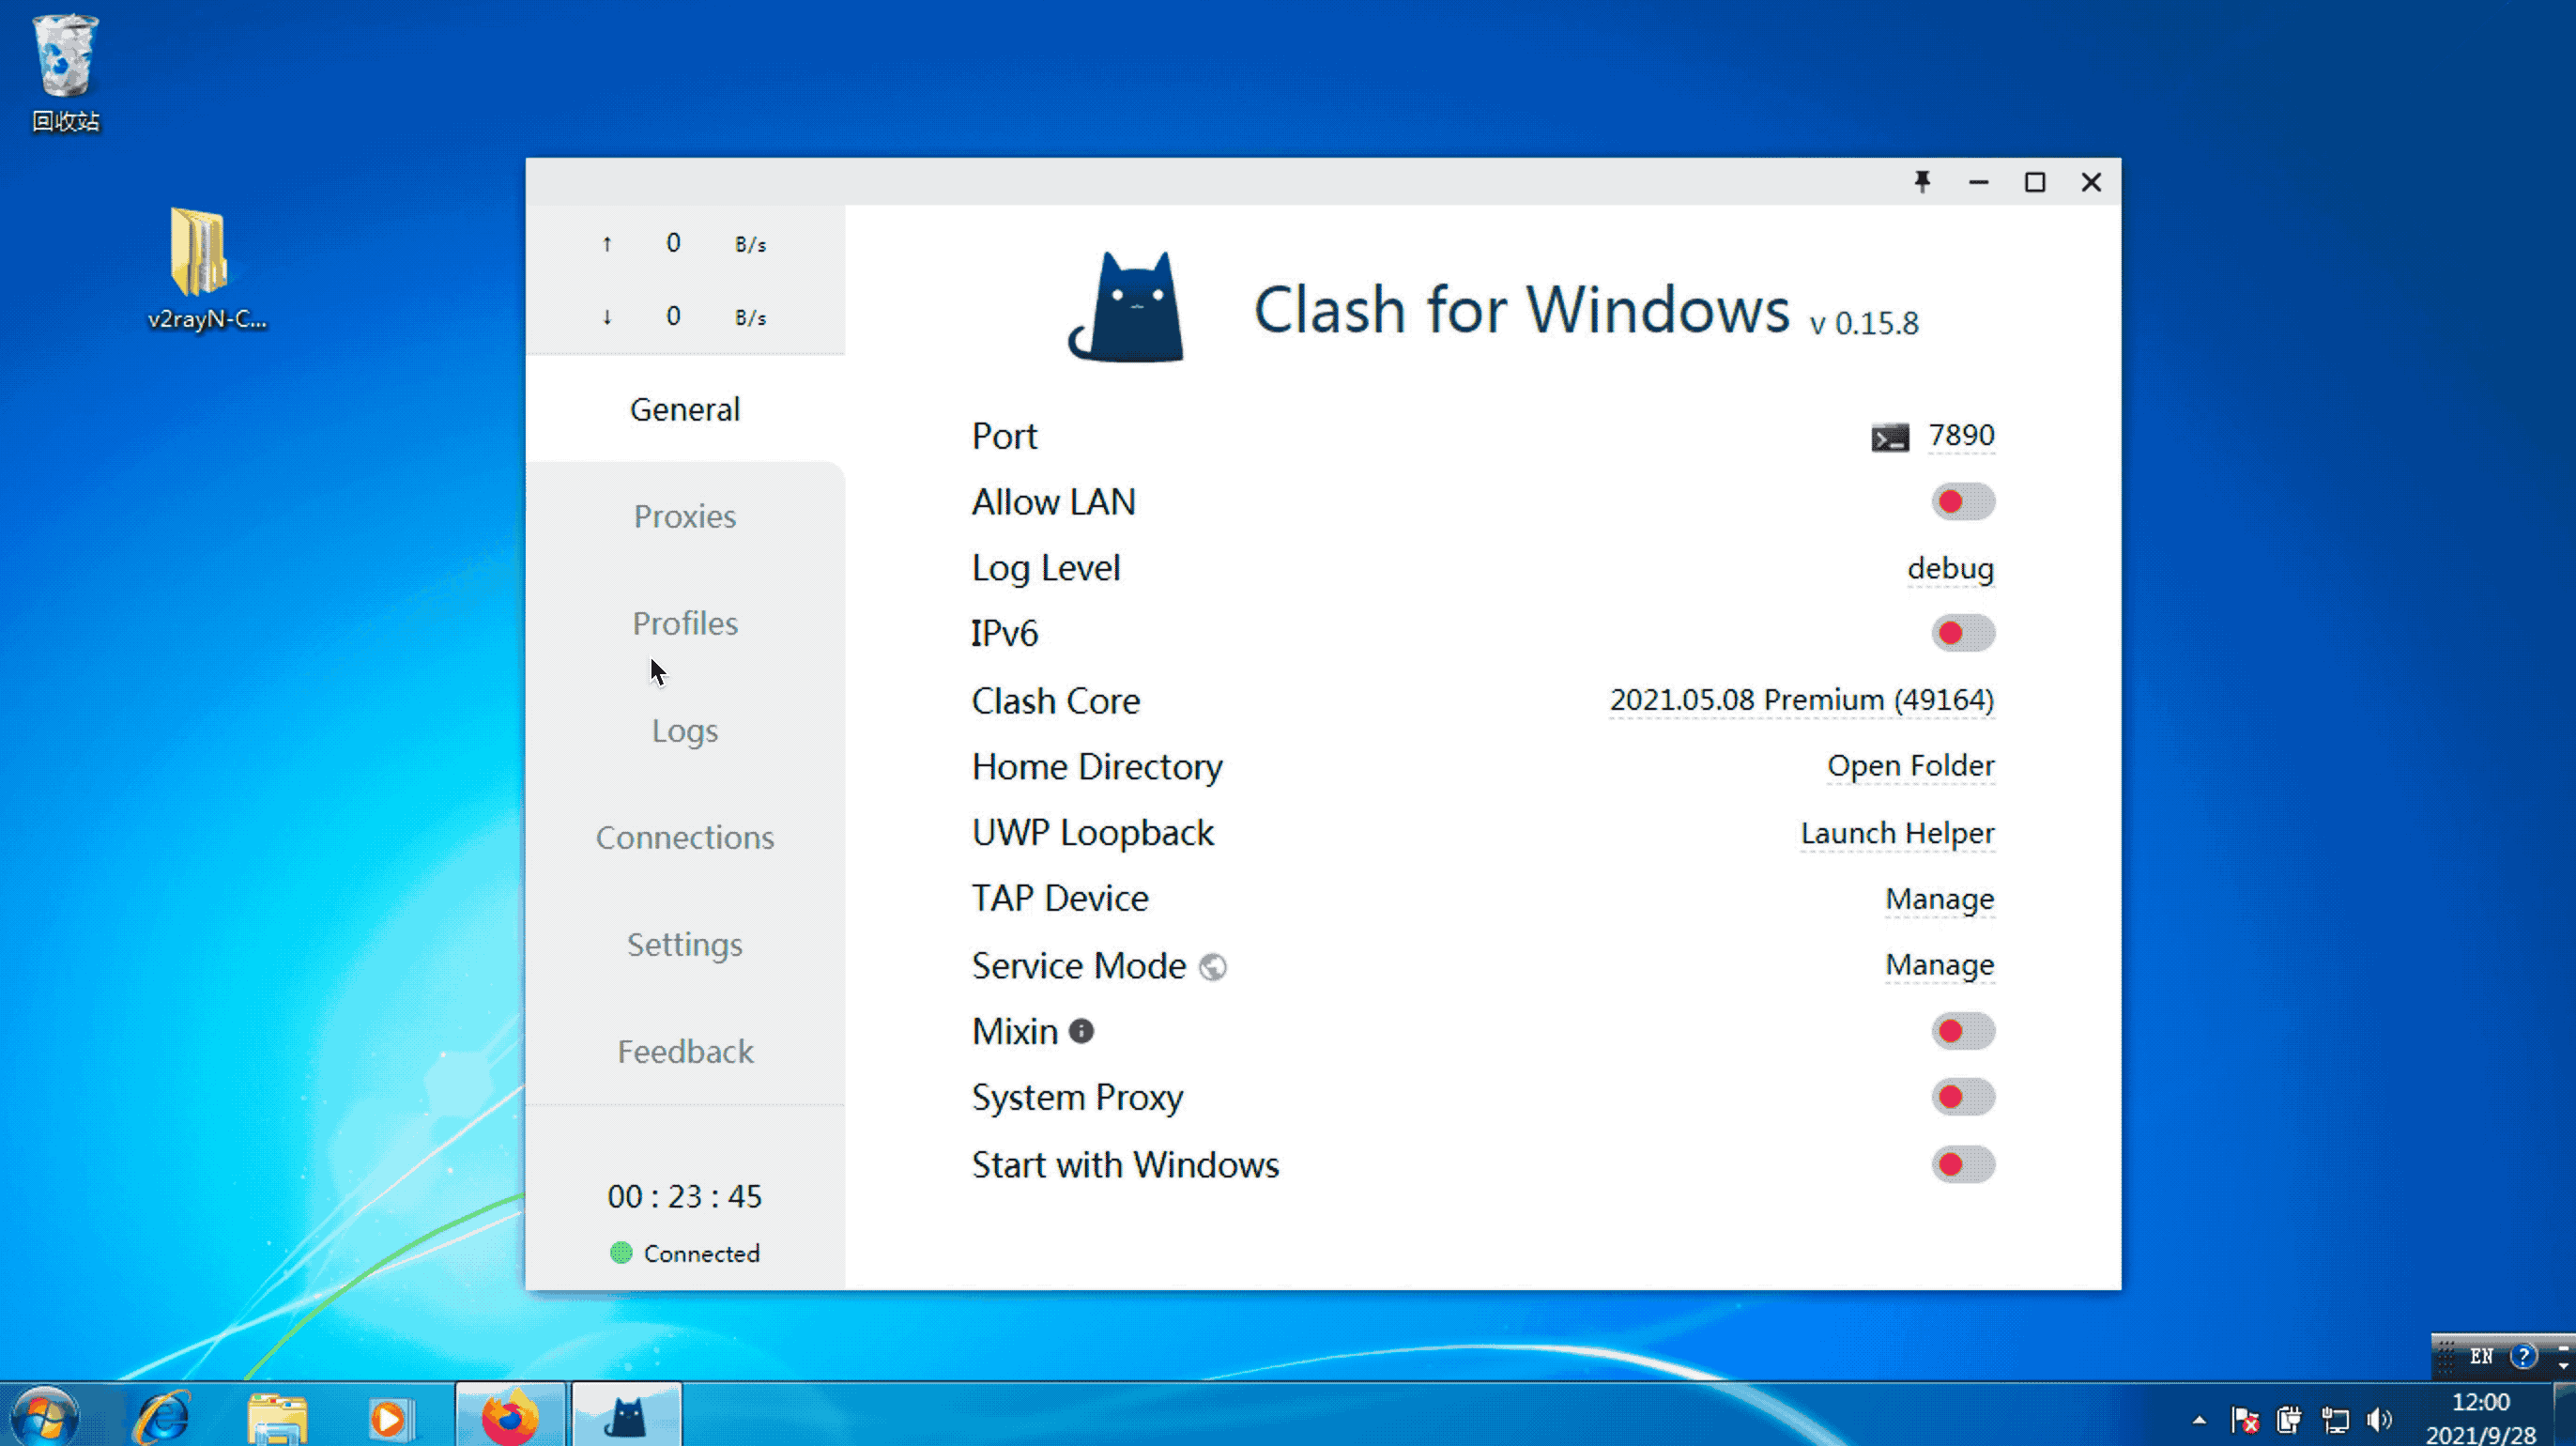 回收站
v2rayN-C...
↑ 0 B/s
↓ 0 B/s
General
Proxies
Profiles
Logs
Connections
Settings
Feedback
00 : 23 : 45
Connected
Clash for Windows v 0.15.8
Port 7890
Allow LAN
Log Level debug
IPv6
Clash Core 2021.05.08 Premium (49164)
Home Directory Open Folder
UWP Loopback Launch Helper
TAP Device Manage
Service Mode Manage
Mixin
System Proxy
Start with Windows
EN
12:00
2021/9/28